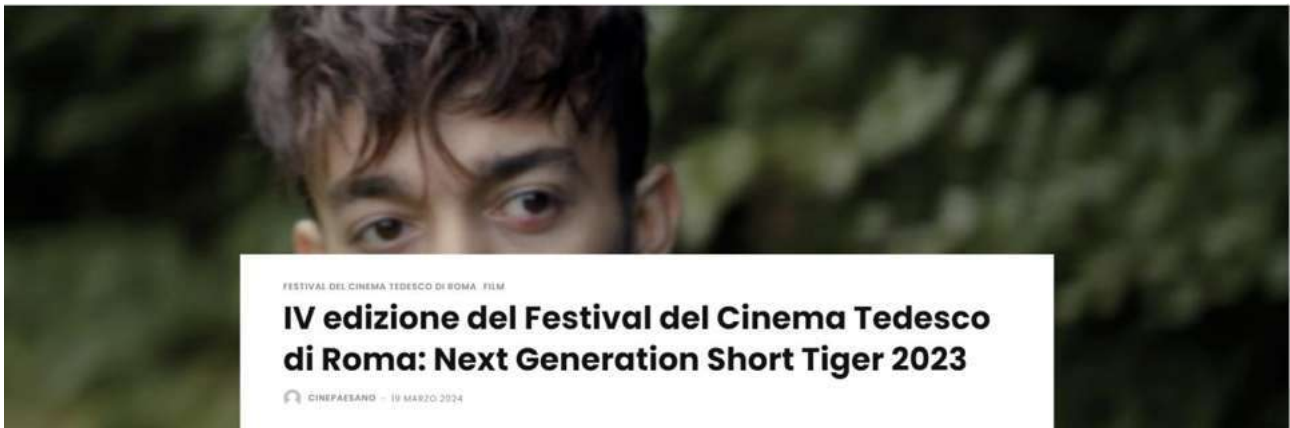 FESTIVAL DEL CINEMA TEDESCO DI ROMA FILM
IV edizione del Festival del Cinema Tedesco
di Roma: Next Generation Short Tiger 2023
CINEPAESANO – 19 MARZO 2024